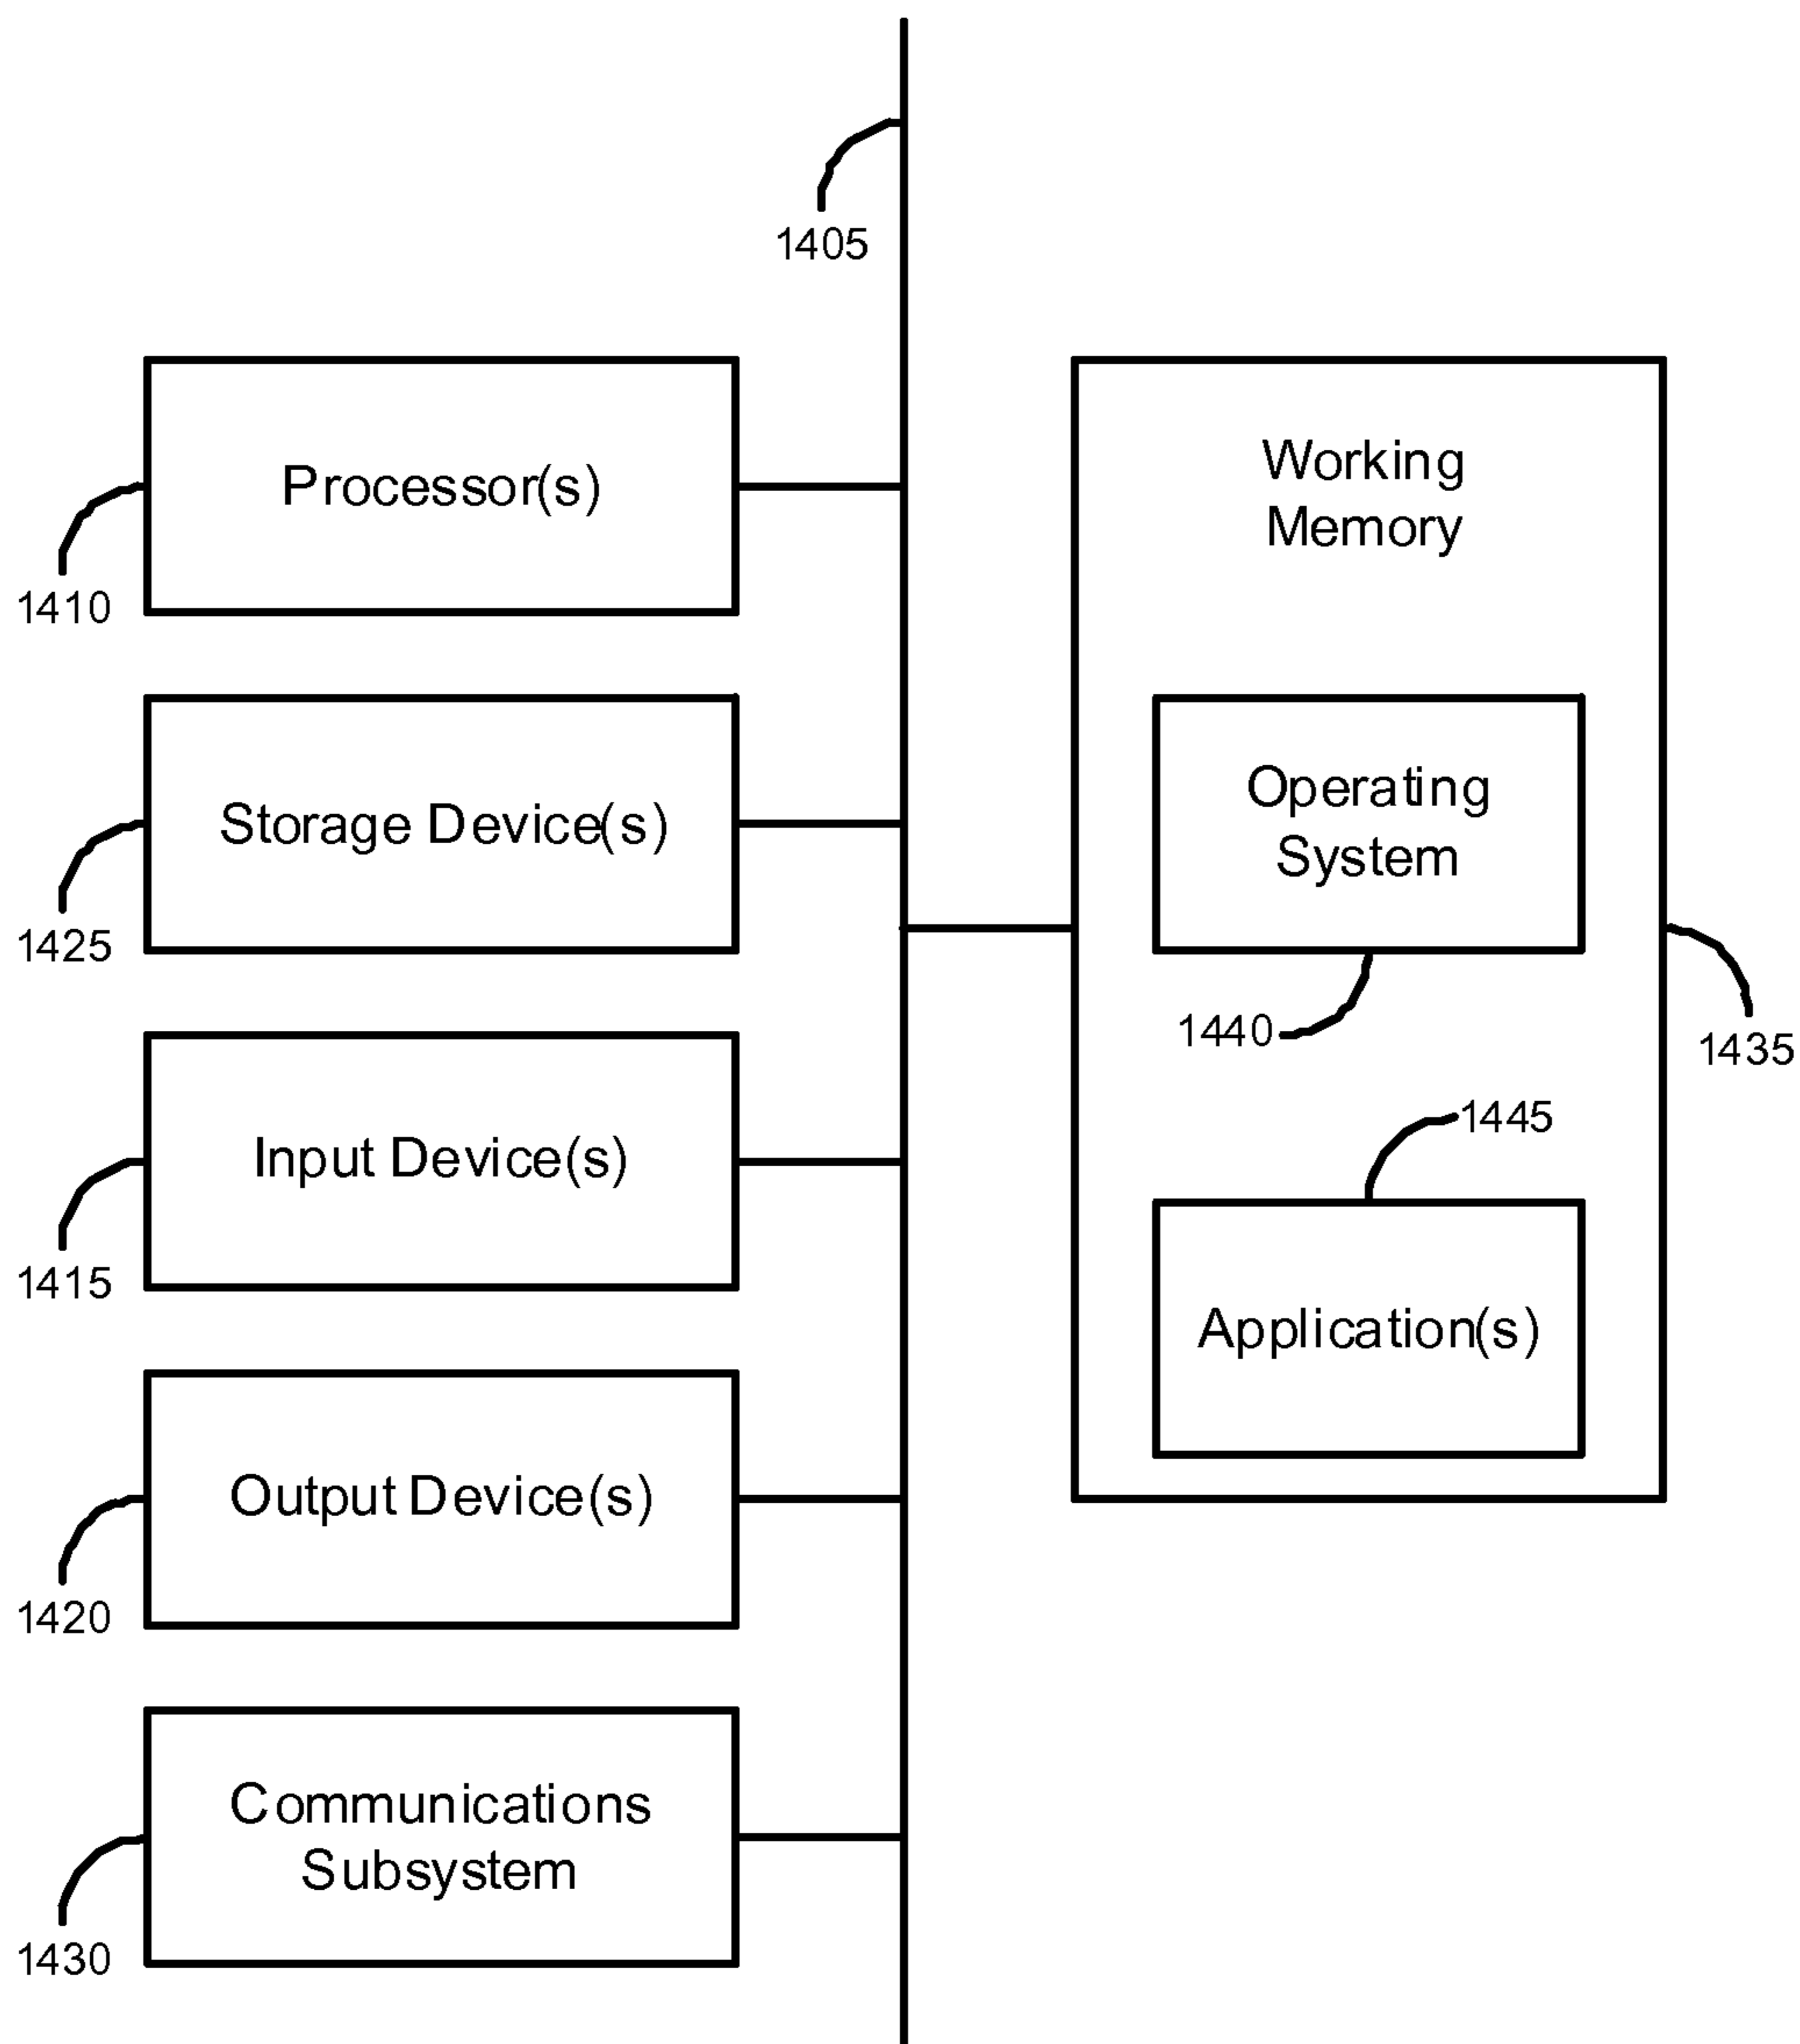 1405
Processor(s)
1410
Storage Device(s)
1425
Input Device(s)
1415
Output Device(s)
1420
Communications
Subsystem
1430
Working
Memory
Operating
System
1440
1435
1445
Application(s)